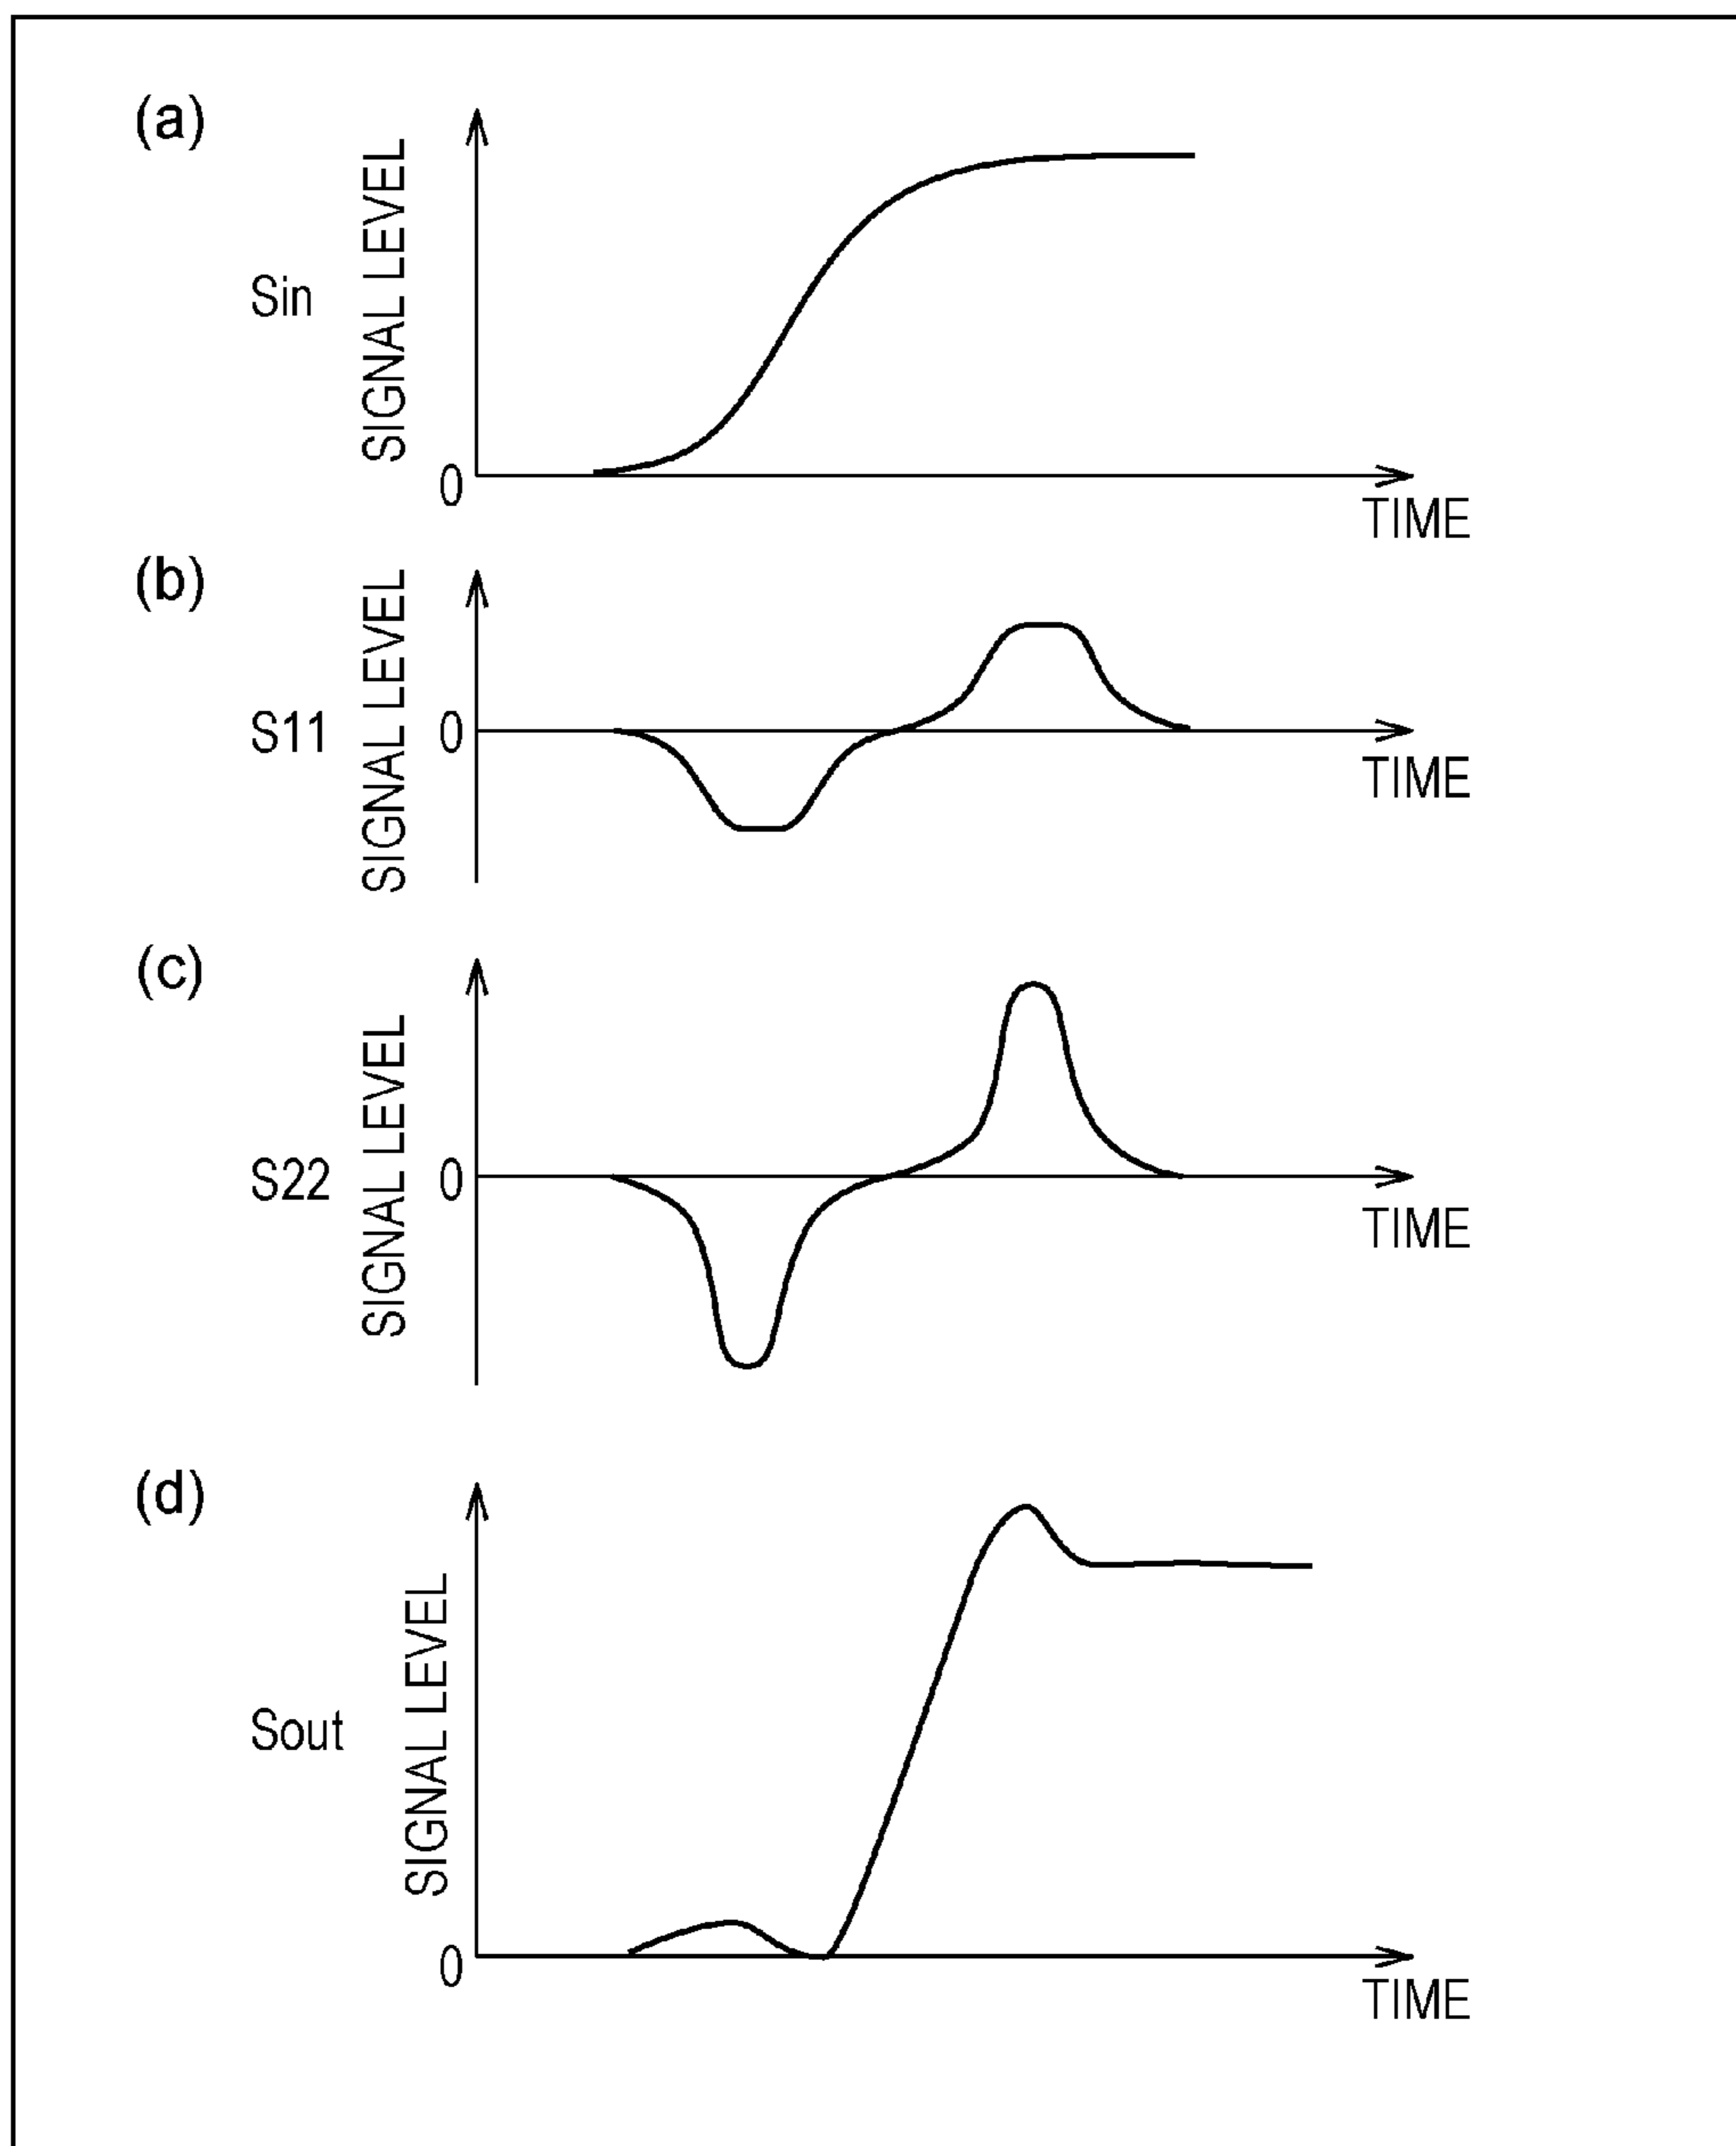 (a)
SIGNAL LEVEL
Sin
0
TIME
(b)
SIGNAL LEVEL
S11
0
TIME
(c)
SIGNAL LEVEL
S22
0
TIME
(d)
SIGNAL LEVEL
Sout
0
TIME